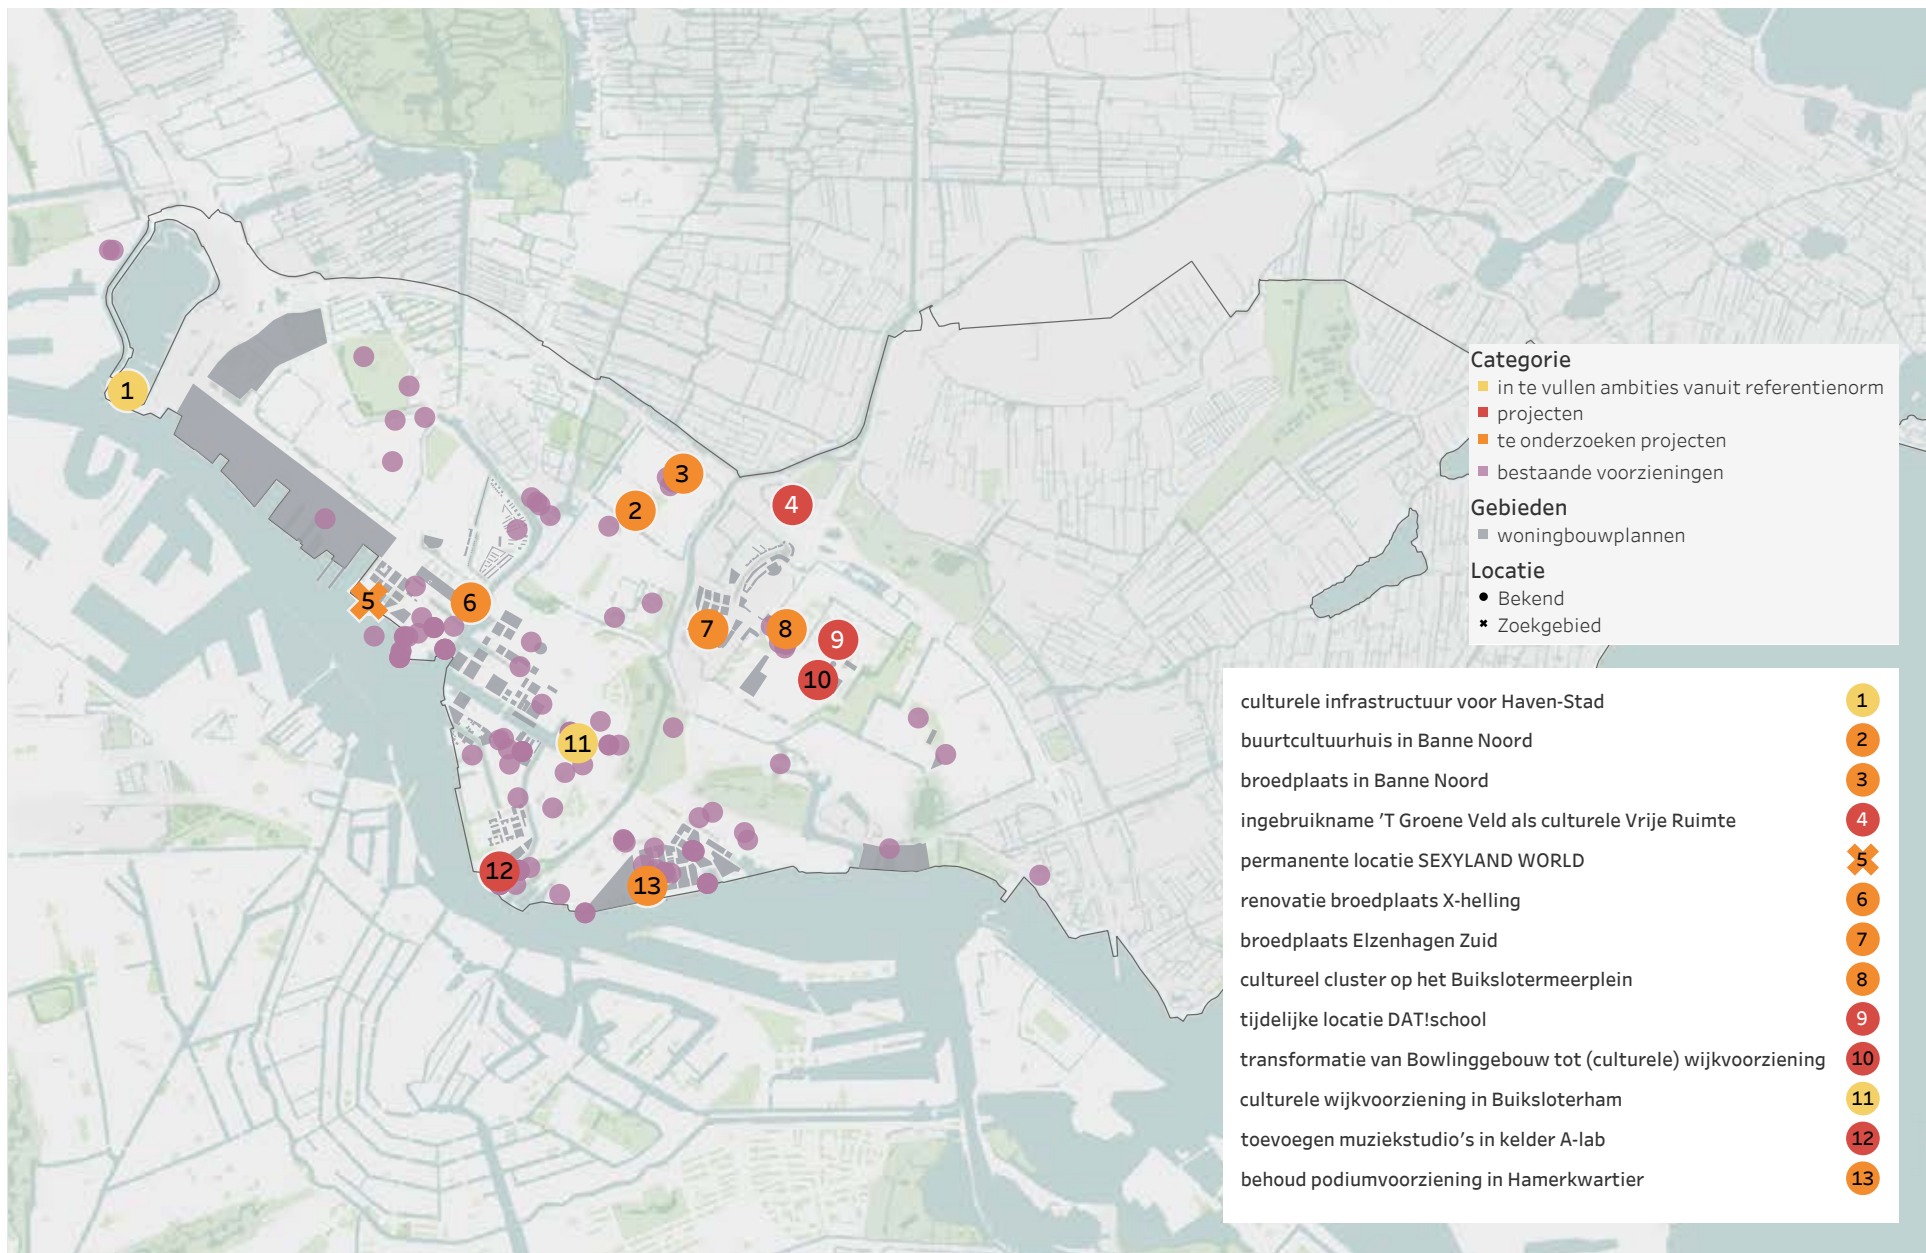 1
3
2
4
5
6
7
8
9
10
11
12
13
Categorie
in te vullen ambities vanuit referentienorm
projecten
te onderzoeken projecten
bestaande voorzieningen
Gebieden
woningbouwplannen
Locatie
Bekend
Zoekgebied
culturele infrastructuur voor Haven-Stad 1
buurtcultuurhuis in Banne Noord 2
broedplaats in Banne Noord 3
ingebruikname 'T Groene Veld als culturele Vrije Ruimte 4
permanente locatie SEXYLAND WORLD 5
renovatie broedplaats X-helling 6
broedplaats Elzenhagen Zuid 7
cultureel cluster op het Buikslotermeerplein 8
tijdelijke locatie DAT!school 9
transformatie van Bowlinggebouw tot (culturele) wijkvoorziening 10
culturele wijkvoorziening in Buiksloterham 11
toevoegen muziekstudio's in kelder A-lab 12
behoud podiumvoorziening in Hamerkwartier 13